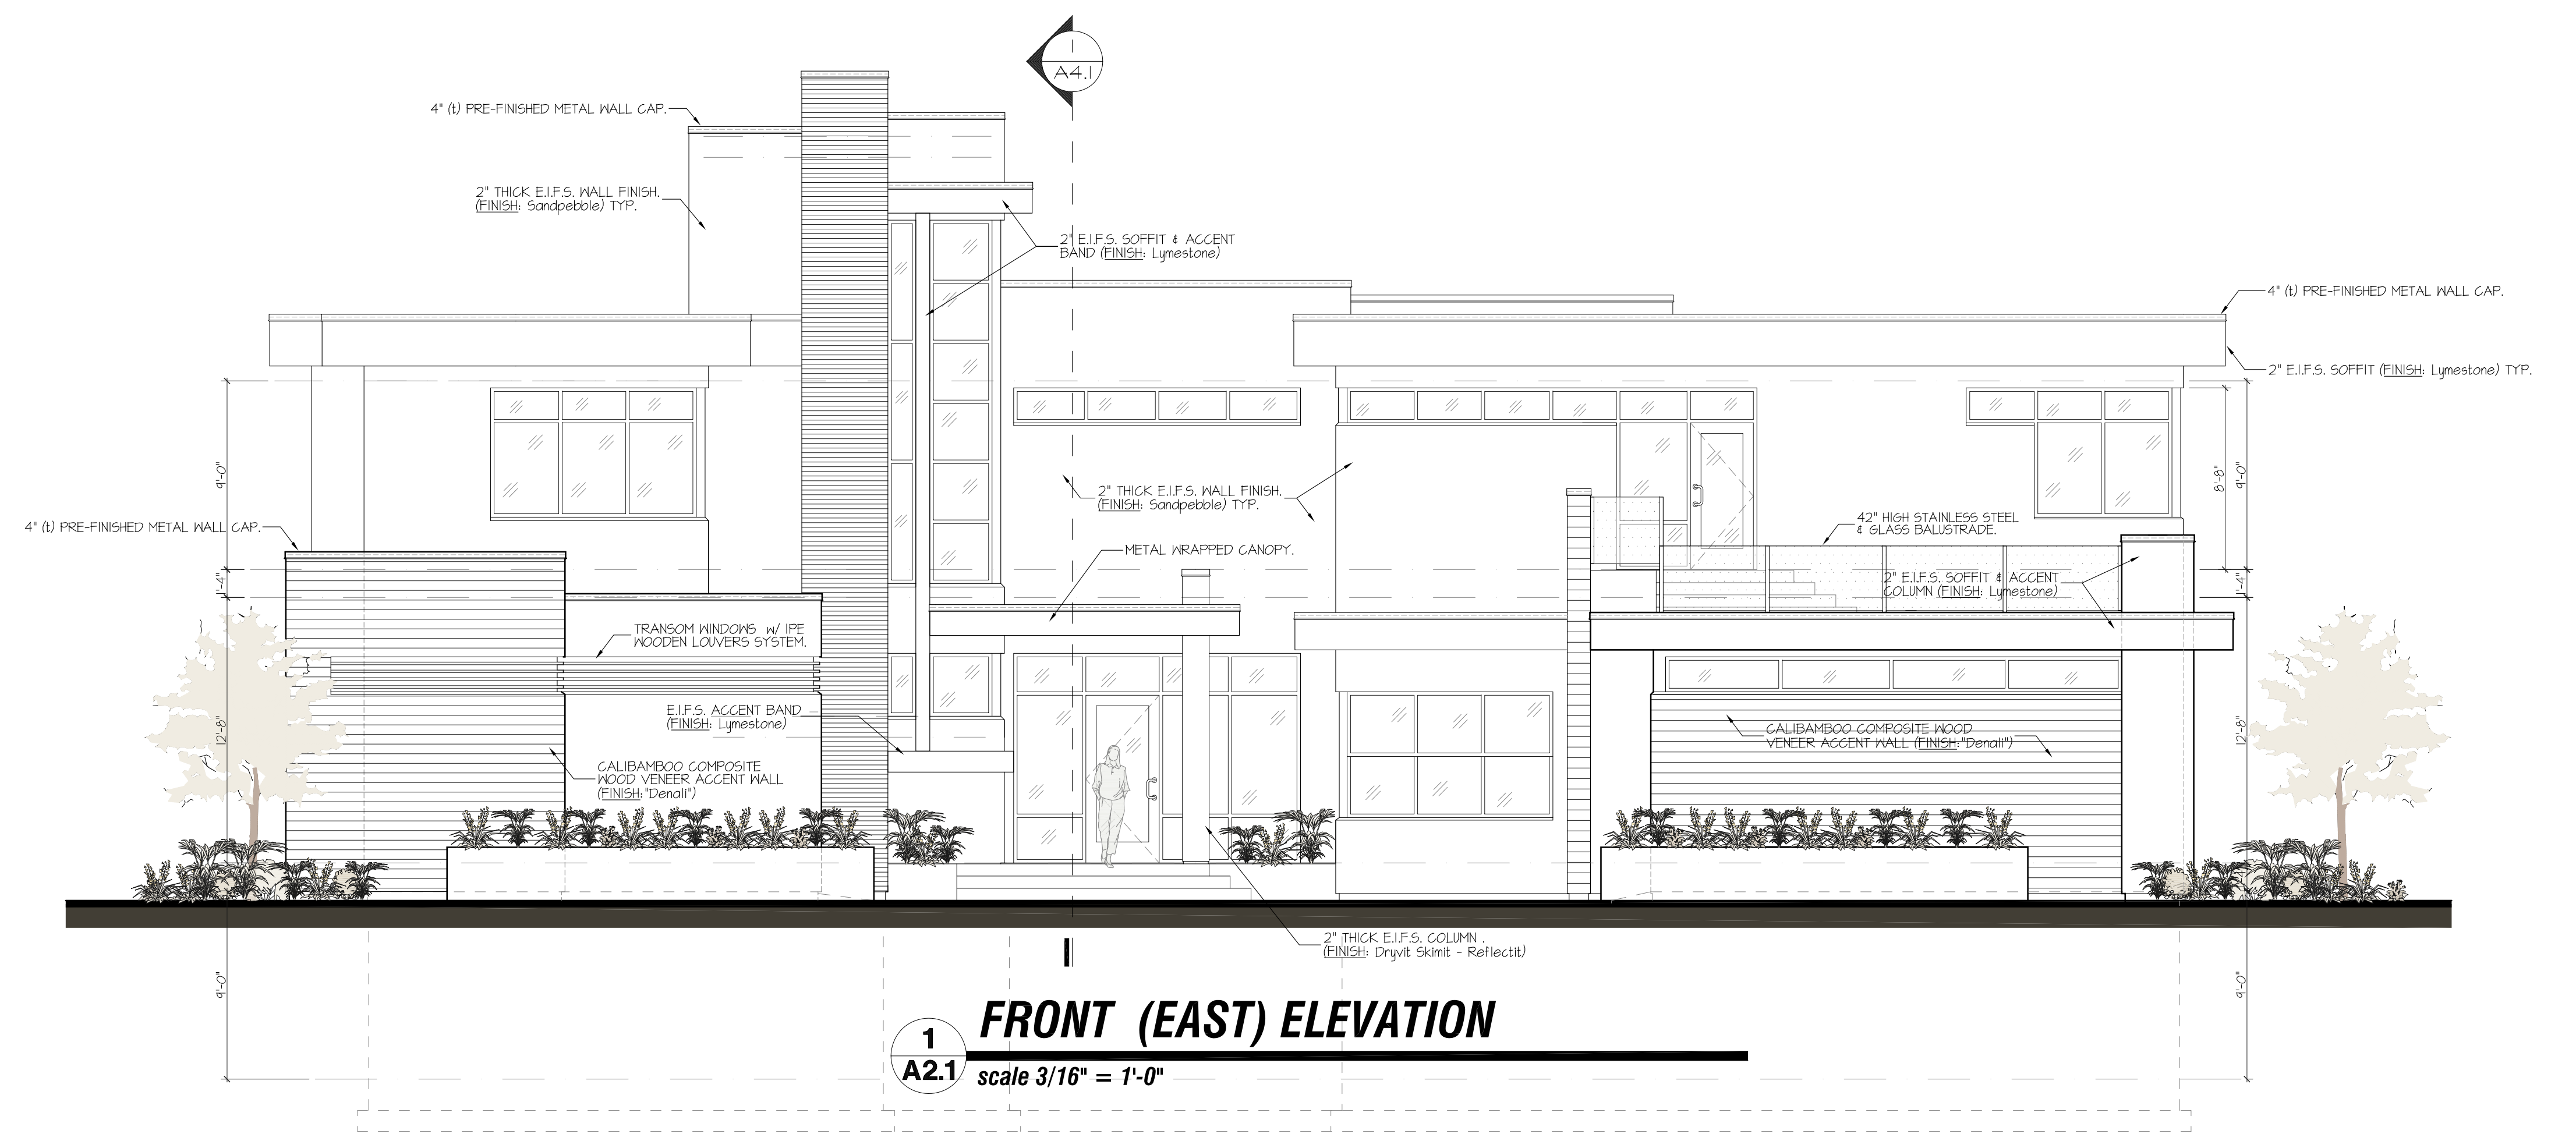 A4.1
4" (t) PRE-FINISHED METAL WALL CAP.
2" THICK E.I.F.S. WALL FINISH.
(FINISH: Sandpebble) TYP.
2" E.I.F.S. SOFFIT & ACCENT
BAND (FINISH: Lymestone)
4" (t) PRE-FINISHED METAL WALL CAP.
2" E.I.F.S. SOFFIT (FINISH: Lymestone) TYP.
9'-0"
8'-8"
9'-0"
2" THICK E.I.F.S. WALL FINISH.
(FINISH: Sandpebble) TYP.
4" (t) PRE-FINISHED METAL WALL CAP.
42" HIGH STAINLESS STEEL
& GLASS BALUSTRADE.
METAL WRAPPED CANOPY.
1'-4"
2" E.I.F.S. SOFFIT & ACCENT
COLUMN (FINISH: Lymestone)
1'-4"
TRANSOM WINDOWS w/ IPE
WOODEN LOUVERS SYSTEM.
E.I.F.S. ACCENT BAND
(FINISH: Lymestone)
12'-8"
CALIBAMBOO COMPOSITE WOOD
VENEER ACCENT WALL (FINISH:"Denali")
12'-8"
CALIBAMBOO COMPOSITE
WOOD VENEER ACCENT WALL
(FINISH:"Denali")
2" THICK E.I.F.S. COLUMN .
(FINISH: Dryvit Skimit - Reflectit)
9'-0"
9'-0"
FRONT (EAST) ELEVATION
1
A2.1
scale 3/16" = 1'-0"